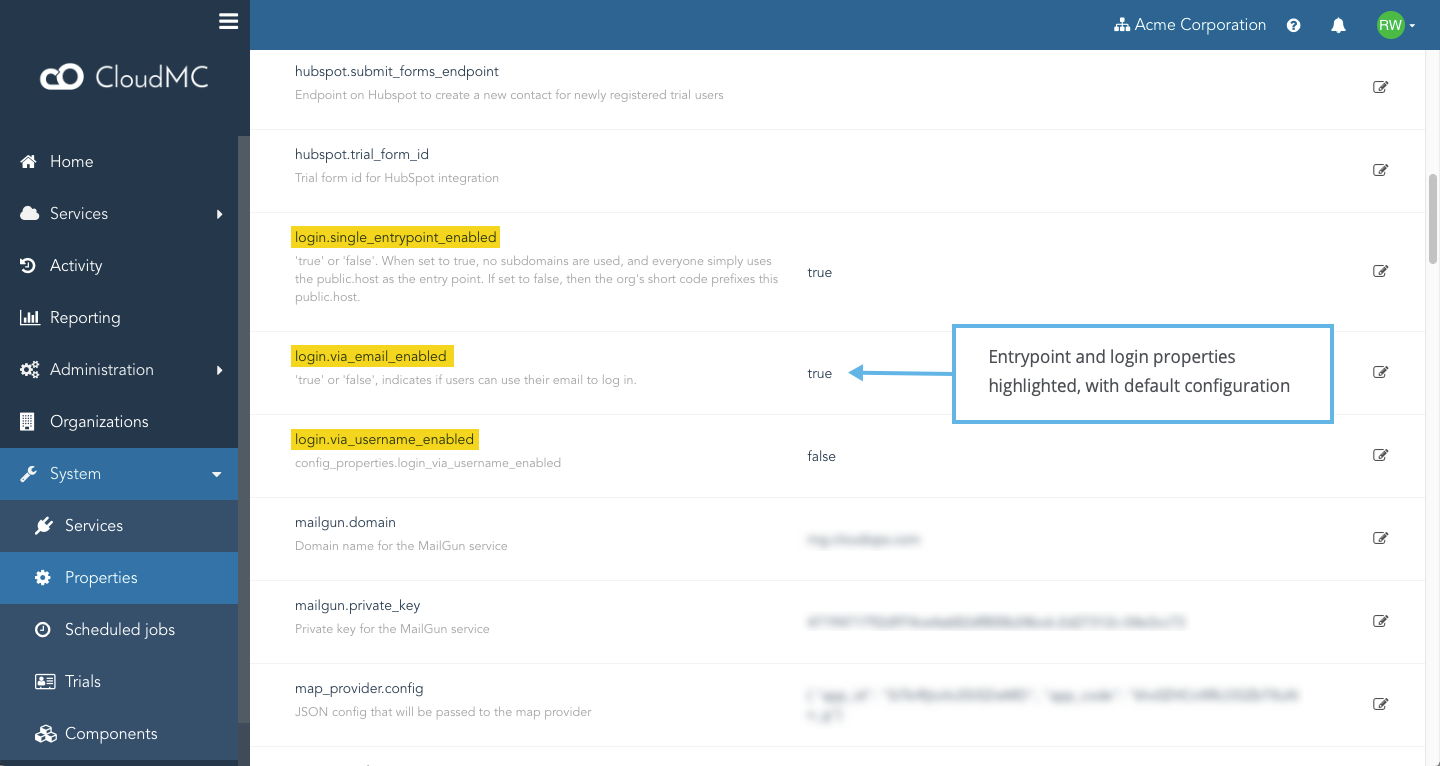 Acme Corporation
RW
CloudMC
Home
Services
Activity
Reporting
Administration
Organizations
System
Services
Properties
Scheduled jobs
Trials
Components
hubspot.submit_forms_endpoint
Endpoint on Hubspot to create a new contact for newly registered trial users
hubspot.trial_form_id
Trial form id for HubSpot integration
login.single_entrypoint_enabled
'true' or 'false'. When set to true, no subdomains are used, and everyone simply uses
the public.host as the entry point. If set to false, then the org's short code prefixes this
public.host.
true
login.via_email_enabled
'true' or 'false', indicates if users can use their email to log in.
true
Entrypoint and login properties
highlighted, with default configuration
login.via_username_enabled
config_properties.login_via_username_enabled
false
mailgun.domain
Domain name for the MailGun service
mailgun.private_key
Private key for the MailGun service
map_provider.config
JSON config that will be passed to the map provider